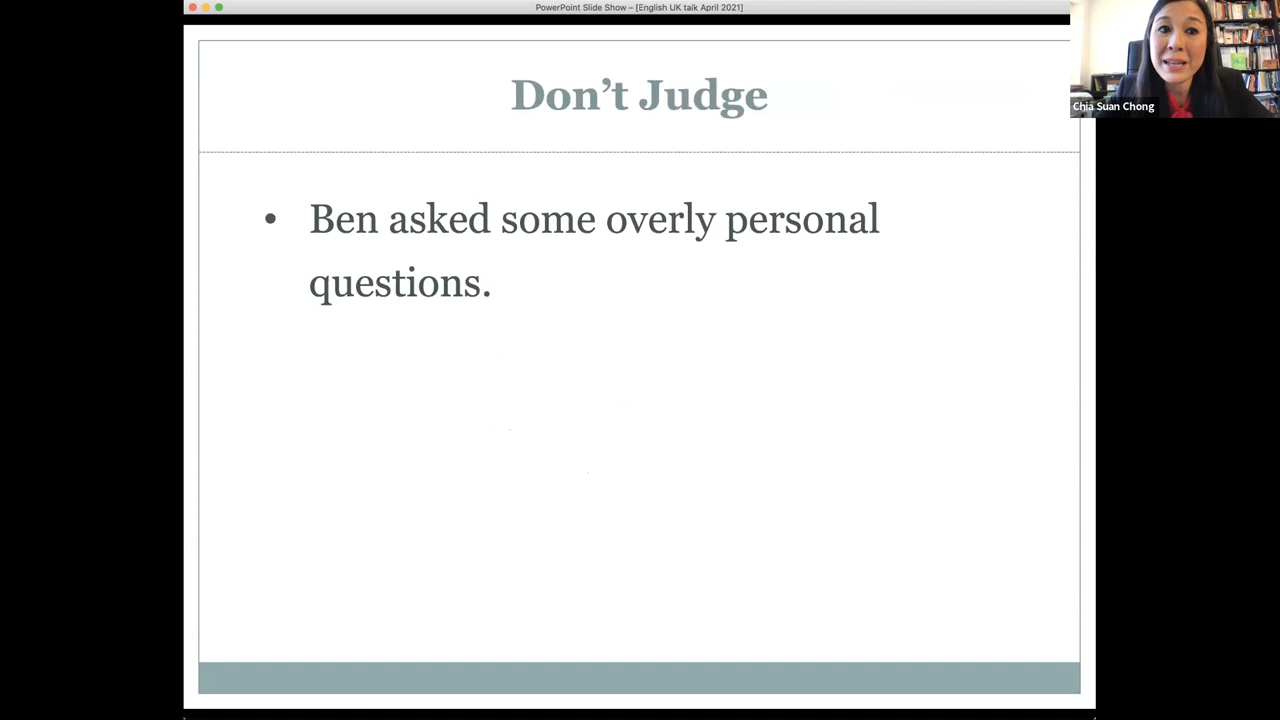 PowerPoint Slide Show – [English UK talk April 2021]
Don’t Judge
Chia Suan Chong
• Ben asked some overly personal
questions.